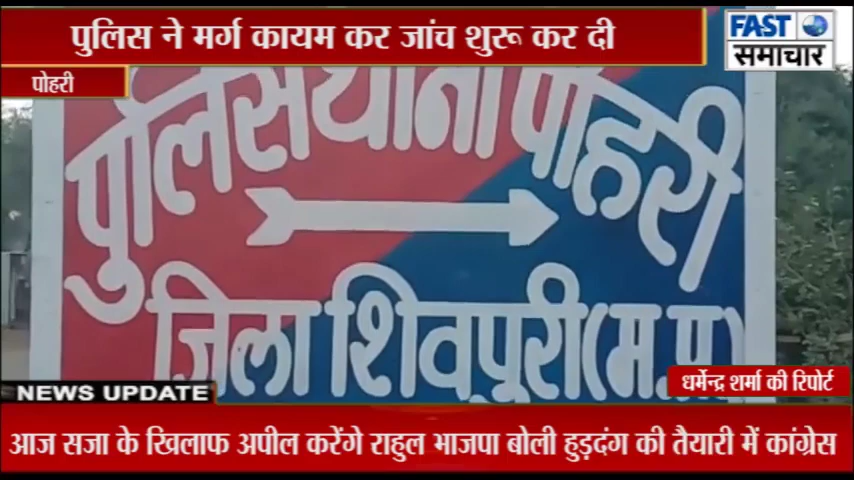 पुलिस ने मर्ग कायम कर जांच शुरू कर दी
FAST
समाचार
पोहरी
पुलिस थाना पोहरी
जिला शिवपुरी (म.प्र.)
धर्मेन्द्र शर्मा की रिपोर्ट
NEWS UPDATE
आज सजा के खिलाफ अपील करेंगे राहुल भाजपा बोली हुड़दंग की तैयारी में कांग्रेस